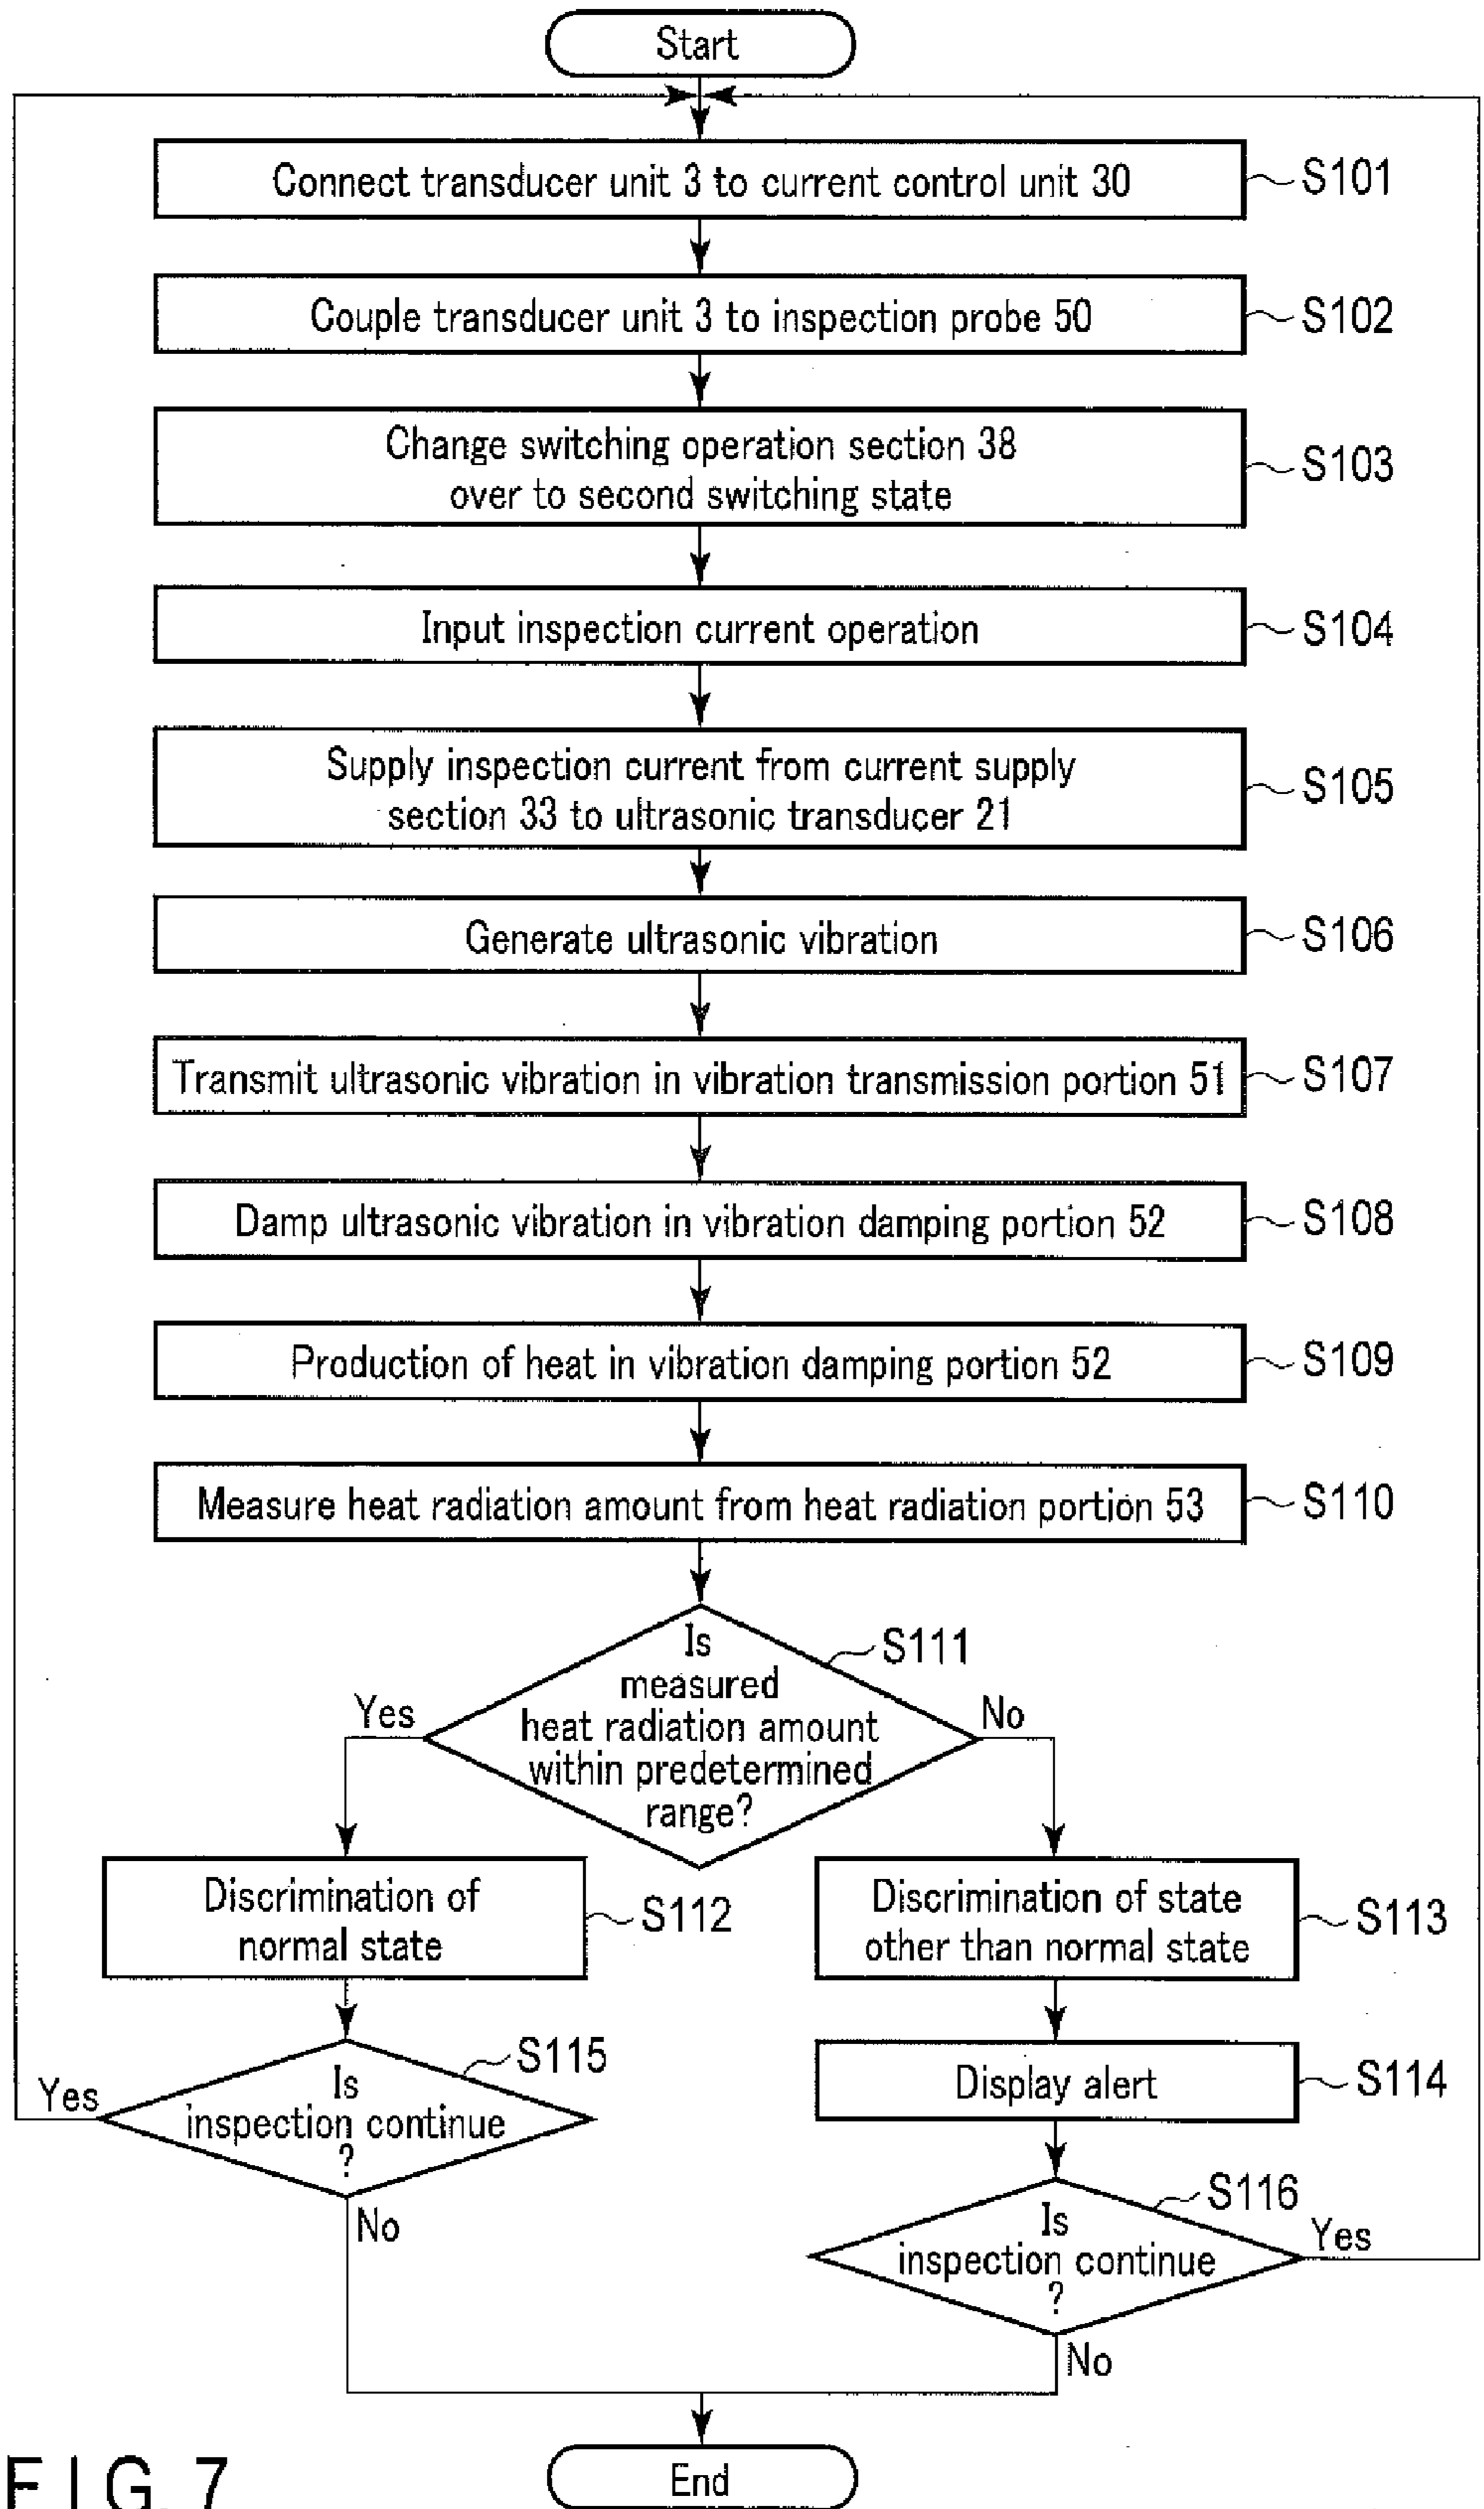 Start
Connect transducer unit 3 to current control unit 30
S101
Couple transducer unit 3 to inspection probe 50
S102
Change switching operation section 38
over to second switching state
S103
Input inspection current operation
S104
Supply inspection current from current supply
section 33 to ultrasonic transducer 21
S105
Generate ultrasonic vibration
S106
Transmit ultrasonic vibration in vibration transmission portion 51
S107
Damp ultrasonic vibration in vibration damping portion 52
S108
Production of heat in vibration damping portion 52
S109
Measure heat radiation amount from heat radiation portion 53
S110
Is
measured
heat radiation amount
within predetermined
range?
S111
Yes
No
Discrimination of
normal state
S112
Discrimination of state
other than normal state
S113
Is
inspection continue
?
S115
Yes
No
Display alert
S114
Is
inspection continue
?
S116
Yes
No
End
FIG. 7